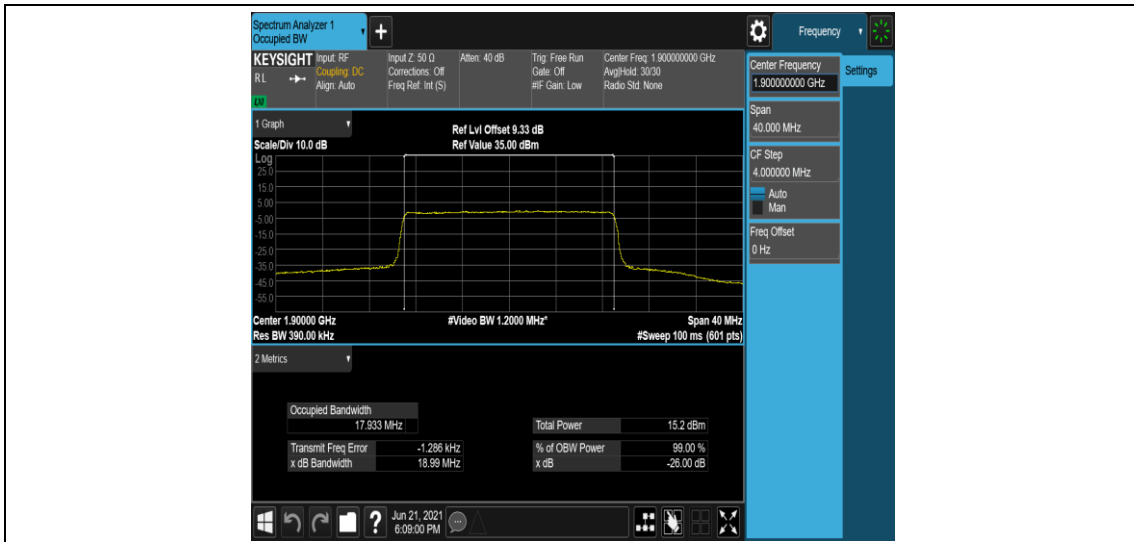 Spectrum Analyzer 1
Occupied BW
+
Frequency
KEYSIGHT
RL
LXI
Input: RF
Coupling: DC
Align: Auto
Input Z: 50 Ω
Corrections: Off
Freq Ref: Int (S)
Atten: 40 dB
Trig: Free Run
Gate: Off
#IF Gain: Low
Center Freq: 1.900000000 GHz
Avg|Hold: 30/30
Radio Std: None
Center Frequency
1.900000000 GHz
Settings
Span
40.000 MHz
CF Step
4.000000 MHz
Auto
Man
Freq Offset
0 Hz
1 Graph
Scale/Div 10.0 dB
Ref Lvl Offset 9.33 dB
Ref Value 35.00 dBm
Log
25.0
15.0
5.00
-5.00
-15.0
-25.0
-35.0
-45.0
-55.0
Center 1.90000 GHz
#Video BW 1.2000 MHz*
Span 40 MHz
Res BW 390.00 kHz
#Sweep 100 ms (601 pts)
2 Metrics
Occupied Bandwidth
17.933 MHz
Total Power 15.2 dBm
Transmit Freq Error -1.286 kHz
% of OBW Power 99.00 %
x dB Bandwidth 18.99 MHz
x dB -26.00 dB
?
Jun 21, 2021
6:09:00 PM